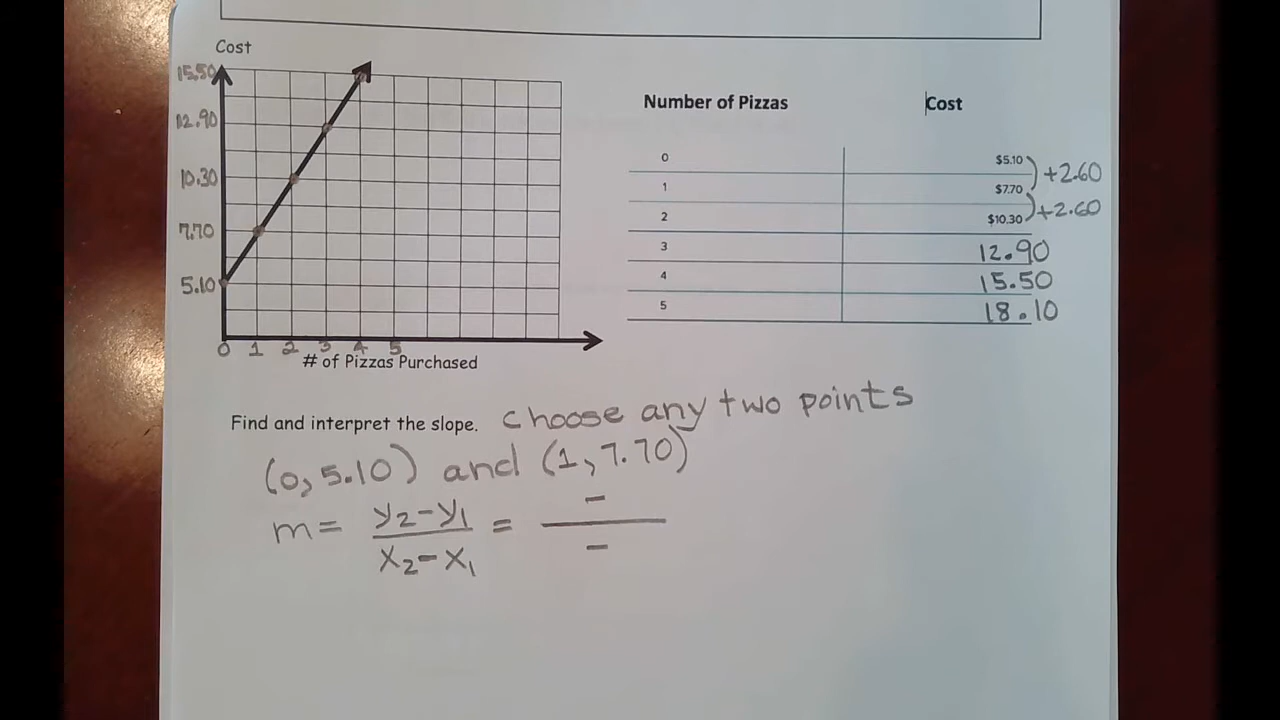 Cost
15.50
12.90
10.30
7.70
5.10
0 1 2 3 4 5
# of Pizzas Purchased
Number of Pizzas Cost
0 $5.10
+2.60
1 $7.70
+2.60
2 $10.30
3 12.90
4 15.50
5 18.10
Find and interpret the slope. choose any two points
(0, 5.10) and (1, 7.70)
m = y2-y1 / x2-x1 = - / -